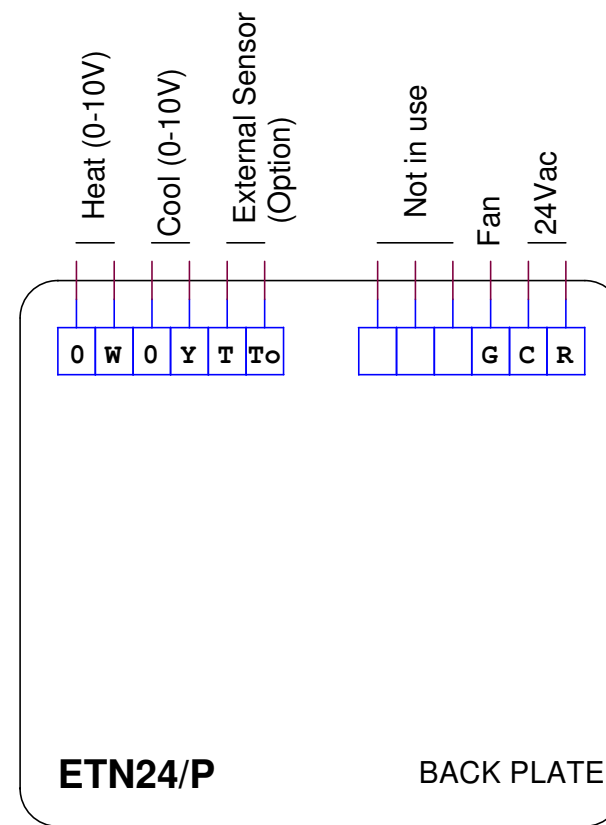 Heat (0-10V)
Cool (0-10V)
External Sensor
(Option)
Not in use
Fan
24Vac
0 W 0 Y T To
G C R
ETN24/P
BACK PLATE